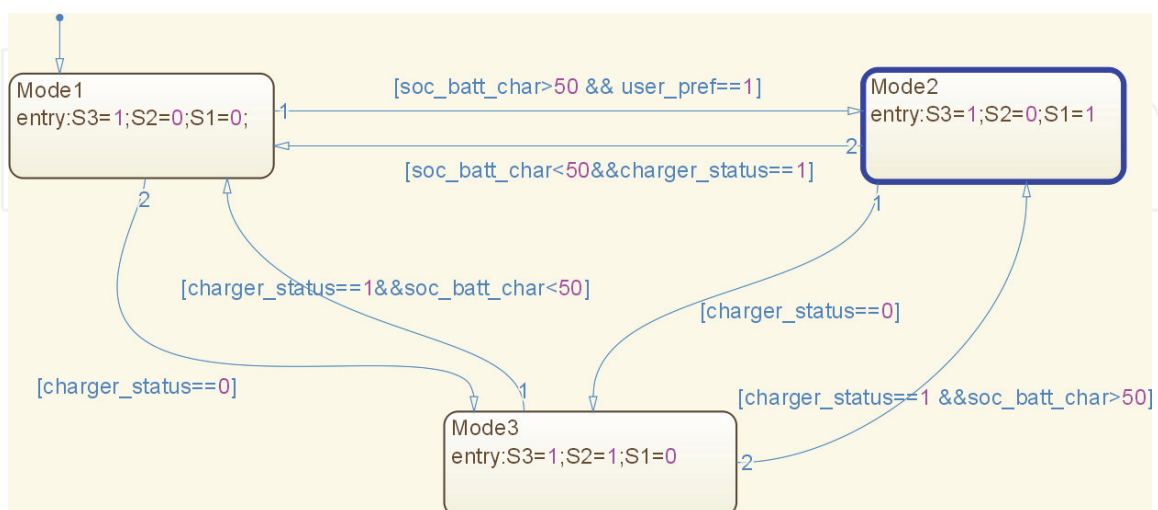 [soc_batt_char>50 && user_pref==1]
Mode1
entry:S3=1;S2=0;S1=0;
1
Mode2
entry:S3=1;S2=0;S1=1
2
[soc_batt_char<50&&charger_status==1]
2
1
[charger_status==1&&soc_batt_char<50]
[charger_status==0]
[charger_status==0]
1
[charger_status==1 &&soc_batt_char>50]
Mode3
entry:S3=1;S2=1;S1=0
2